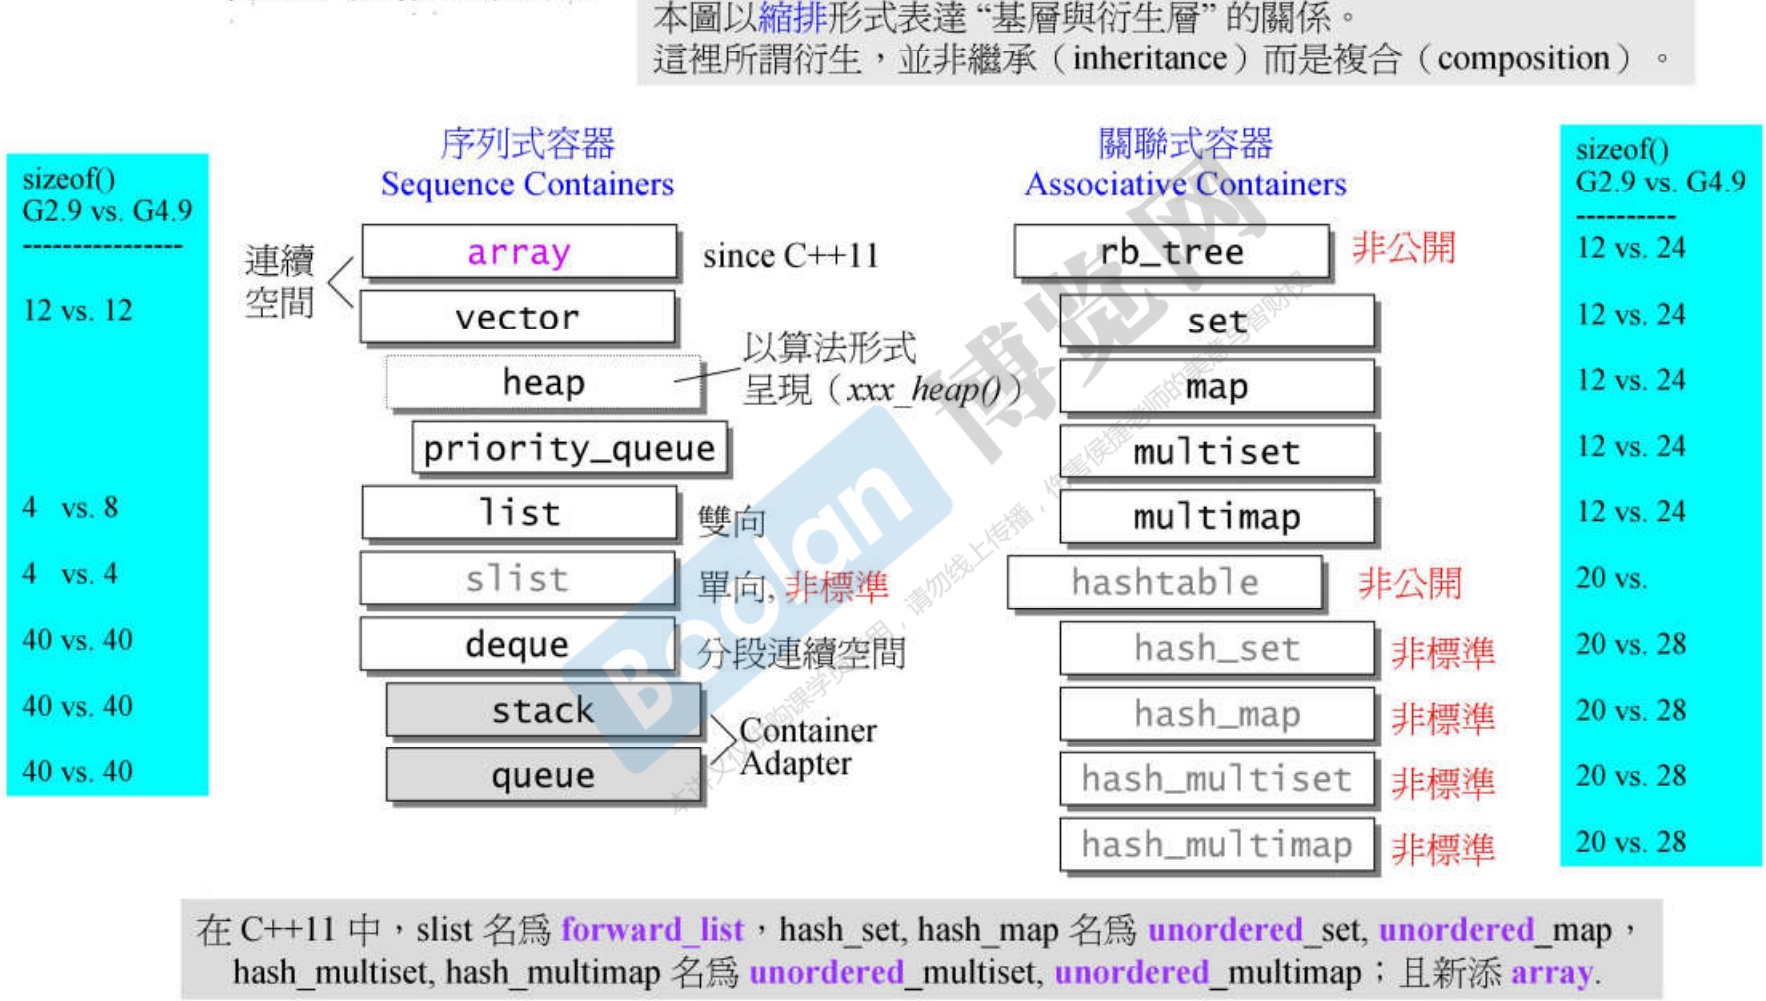 本圖以縮排形式表達 “基層與衍生層” 的關係。
這裡所謂衍生，並非繼承（inheritance）而是複合（composition）。
sizeof()
G2.9 vs. G4.9
----------------
12 vs. 12
4 vs. 8
4 vs. 4
40 vs. 40
40 vs. 40
40 vs. 40
序列式容器
Sequence Containers
連續
空間
array
since C++11
vector
heap
以算法形式
呈現（xxx_heap()）
priority_queue
list
雙向
slist
單向, 非標準
deque
分段連續空間
stack
queue
Container
Adapter
關聯式容器
Associative Containers
rb_tree
非公開
set
map
multiset
multimap
hashtable
非公開
hash_set
非標準
hash_map
非標準
hash_multiset
非標準
hash_multimap
非標準
sizeof()
G2.9 vs. G4.9
----------
12 vs. 24
12 vs. 24
12 vs. 24
12 vs. 24
12 vs. 24
20 vs.
20 vs. 28
20 vs. 28
20 vs. 28
20 vs. 28
Boolan 博览网
在 C++11 中，slist 名爲 forward_list，hash_set, hash_map 名爲 unordered_set, unordered_map，
hash_multiset, hash_multimap 名爲 unordered_multiset, unordered_multimap；且新添 array.